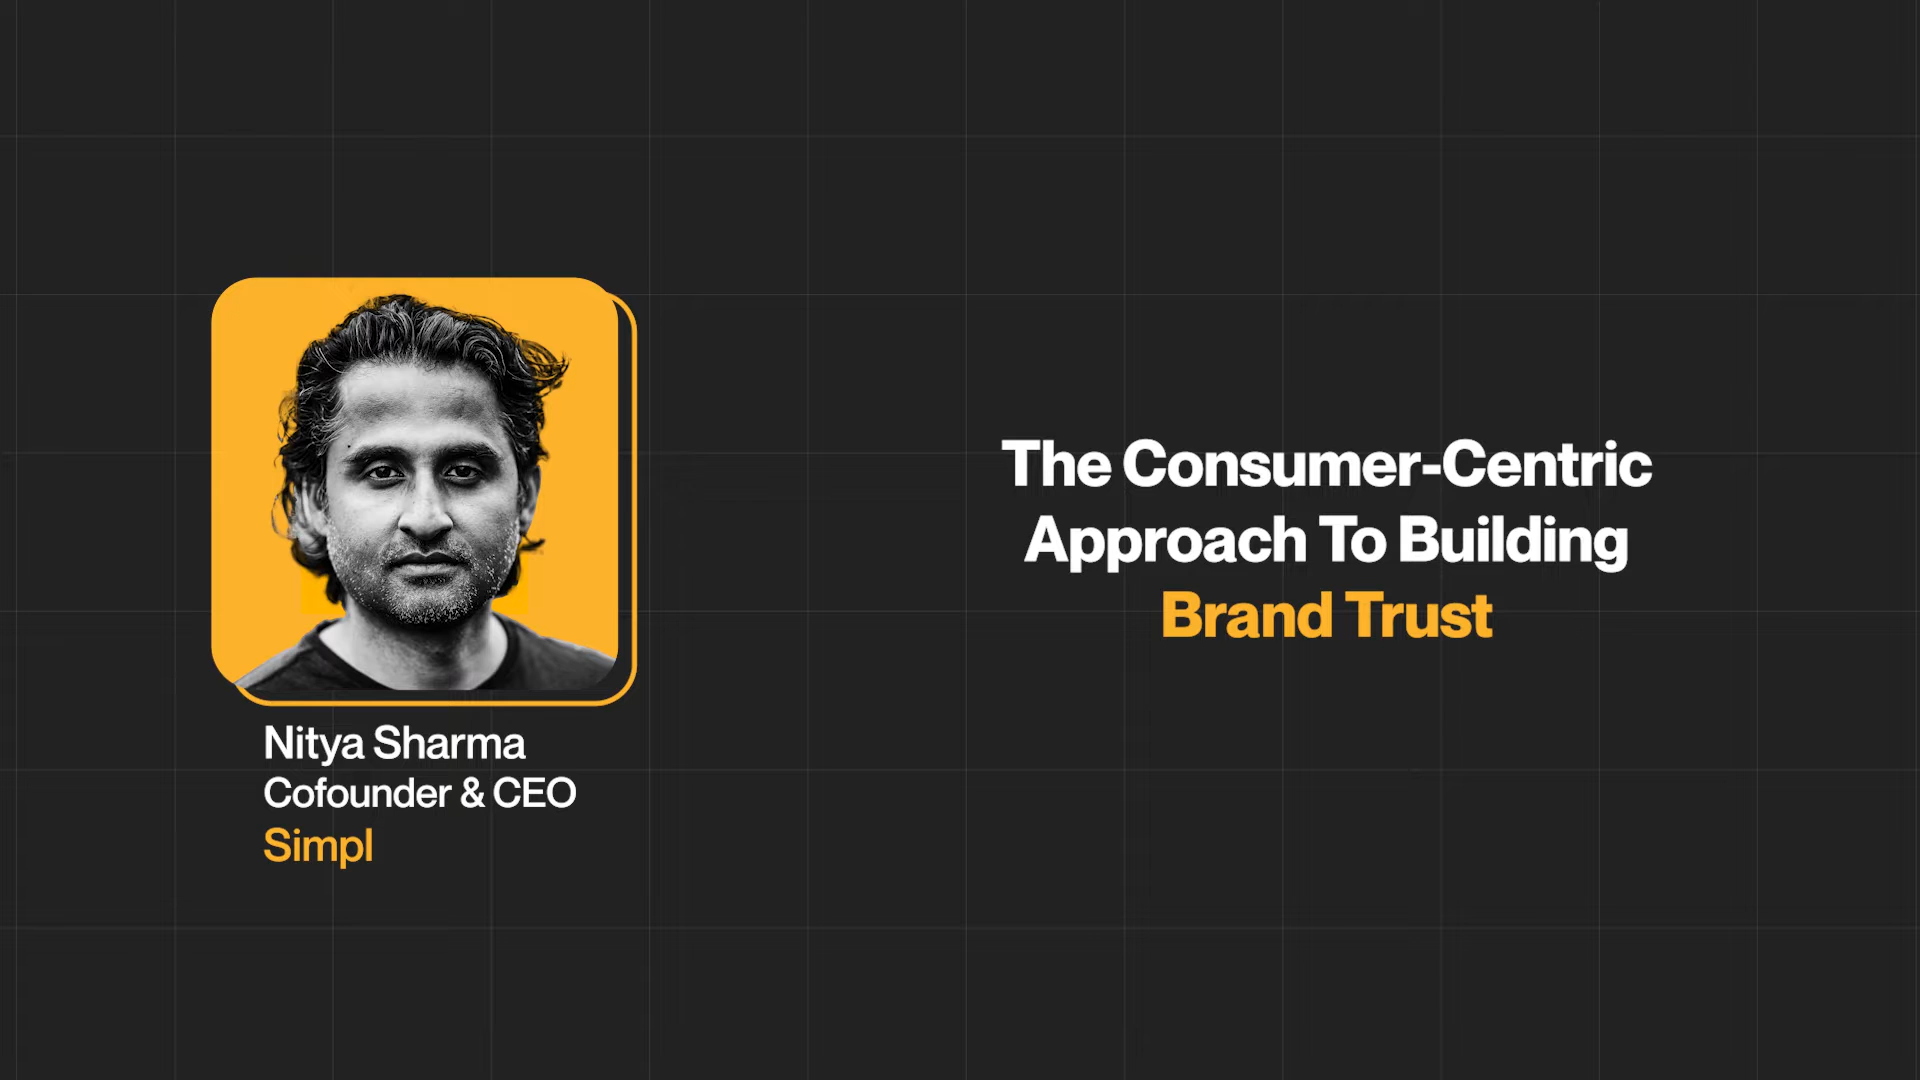 Nitya Sharma
Cofounder & CEO
Simpl
The Consumer-Centric
Approach To Building
Brand Trust